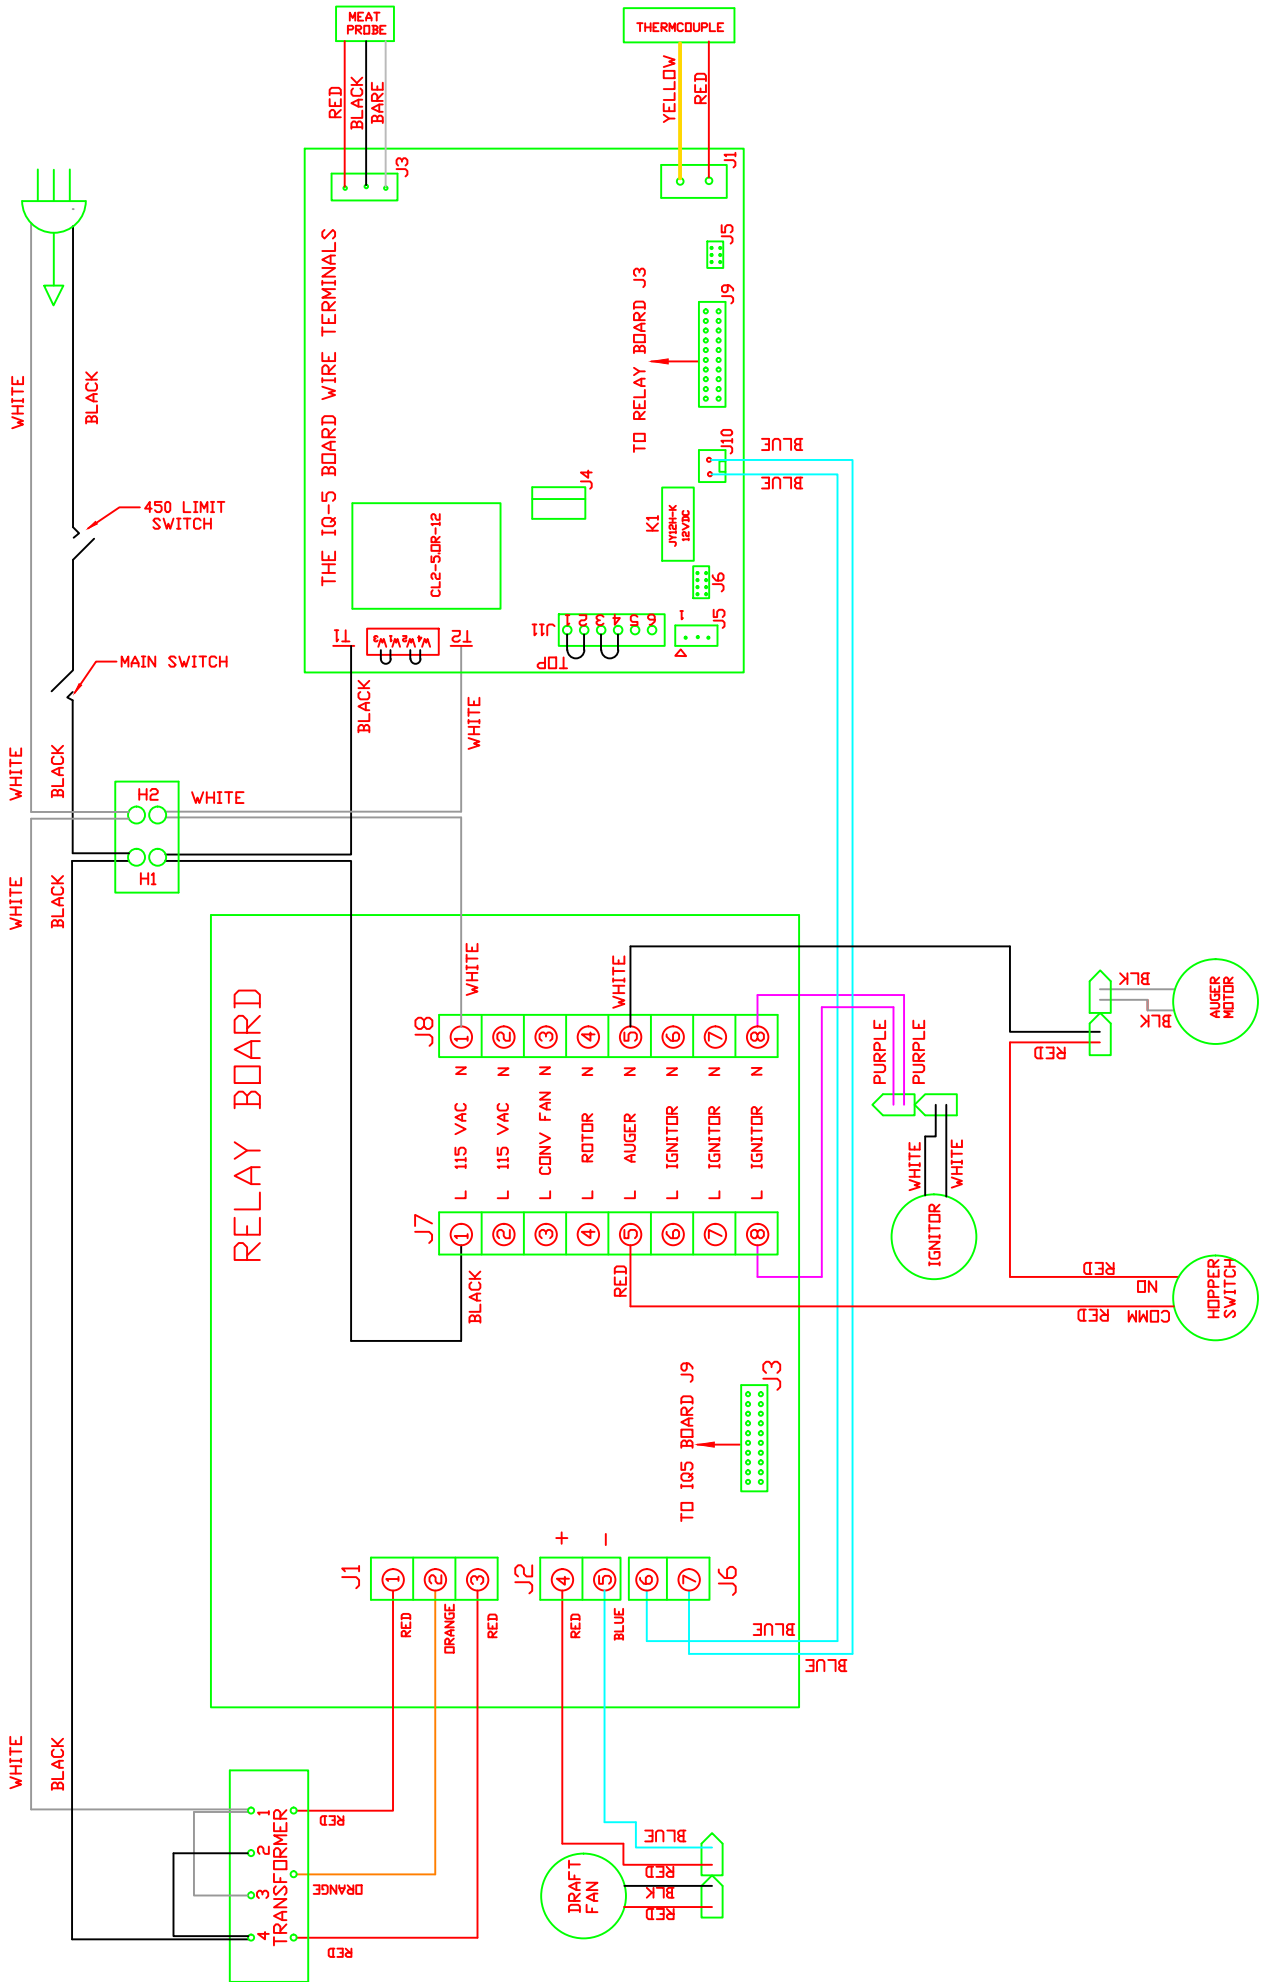 MEAT
PROBE
THERMCOUPLE
RED
BLACK
BARE
YELLOW
RED
J3
J1
J5
J9
J10
THE IQ-5 BOARD WIRE TERMINALS
TO RELAY BOARD J3
WHITE
BLACK
BLUE
BLUE
450 LIMIT
SWITCH
J4
K1
JY12H-K
12VDC
CL2-5.0R-12
J6
J5
1
J11
1 2 3 4 5 6
TOP
T1
W3 W1 W2 W4
T2
MAIN SWITCH
BLACK
WHITE
WHITE
BLACK
H2
WHITE
H1
WHITE
BLACK
RELAY BOARD
WHITE
WHITE
J8
1 2 3 4 5 6 7 8
L 115 VAC N
L 115 VAC N
L CONV FAN N
L ROTOR N
L AUGER N
L IGNITOR N
L IGNITOR N
L IGNITOR N
J7
1 2 3 4 5 6 7 8
BLACK
RED
PURPLE
PURPLE
WHITE
WHITE
IGNITOR
BLK
BLK
RED
AUGER
MOTOR
RED
NO
RED
COMM
HOPPER
SWITCH
TO IQ5 BOARD J9
J3
J1
1 2 3
RED
ORANGE
RED
J2
+
-
4 5
RED
BLUE
6 7
J6
BLUE
BLUE
WHITE
BLACK
1 2 3 4
TRANSFORMER
RED
ORANGE
RED
DRAFT
FAN
BLUE
RED
BLK
RED